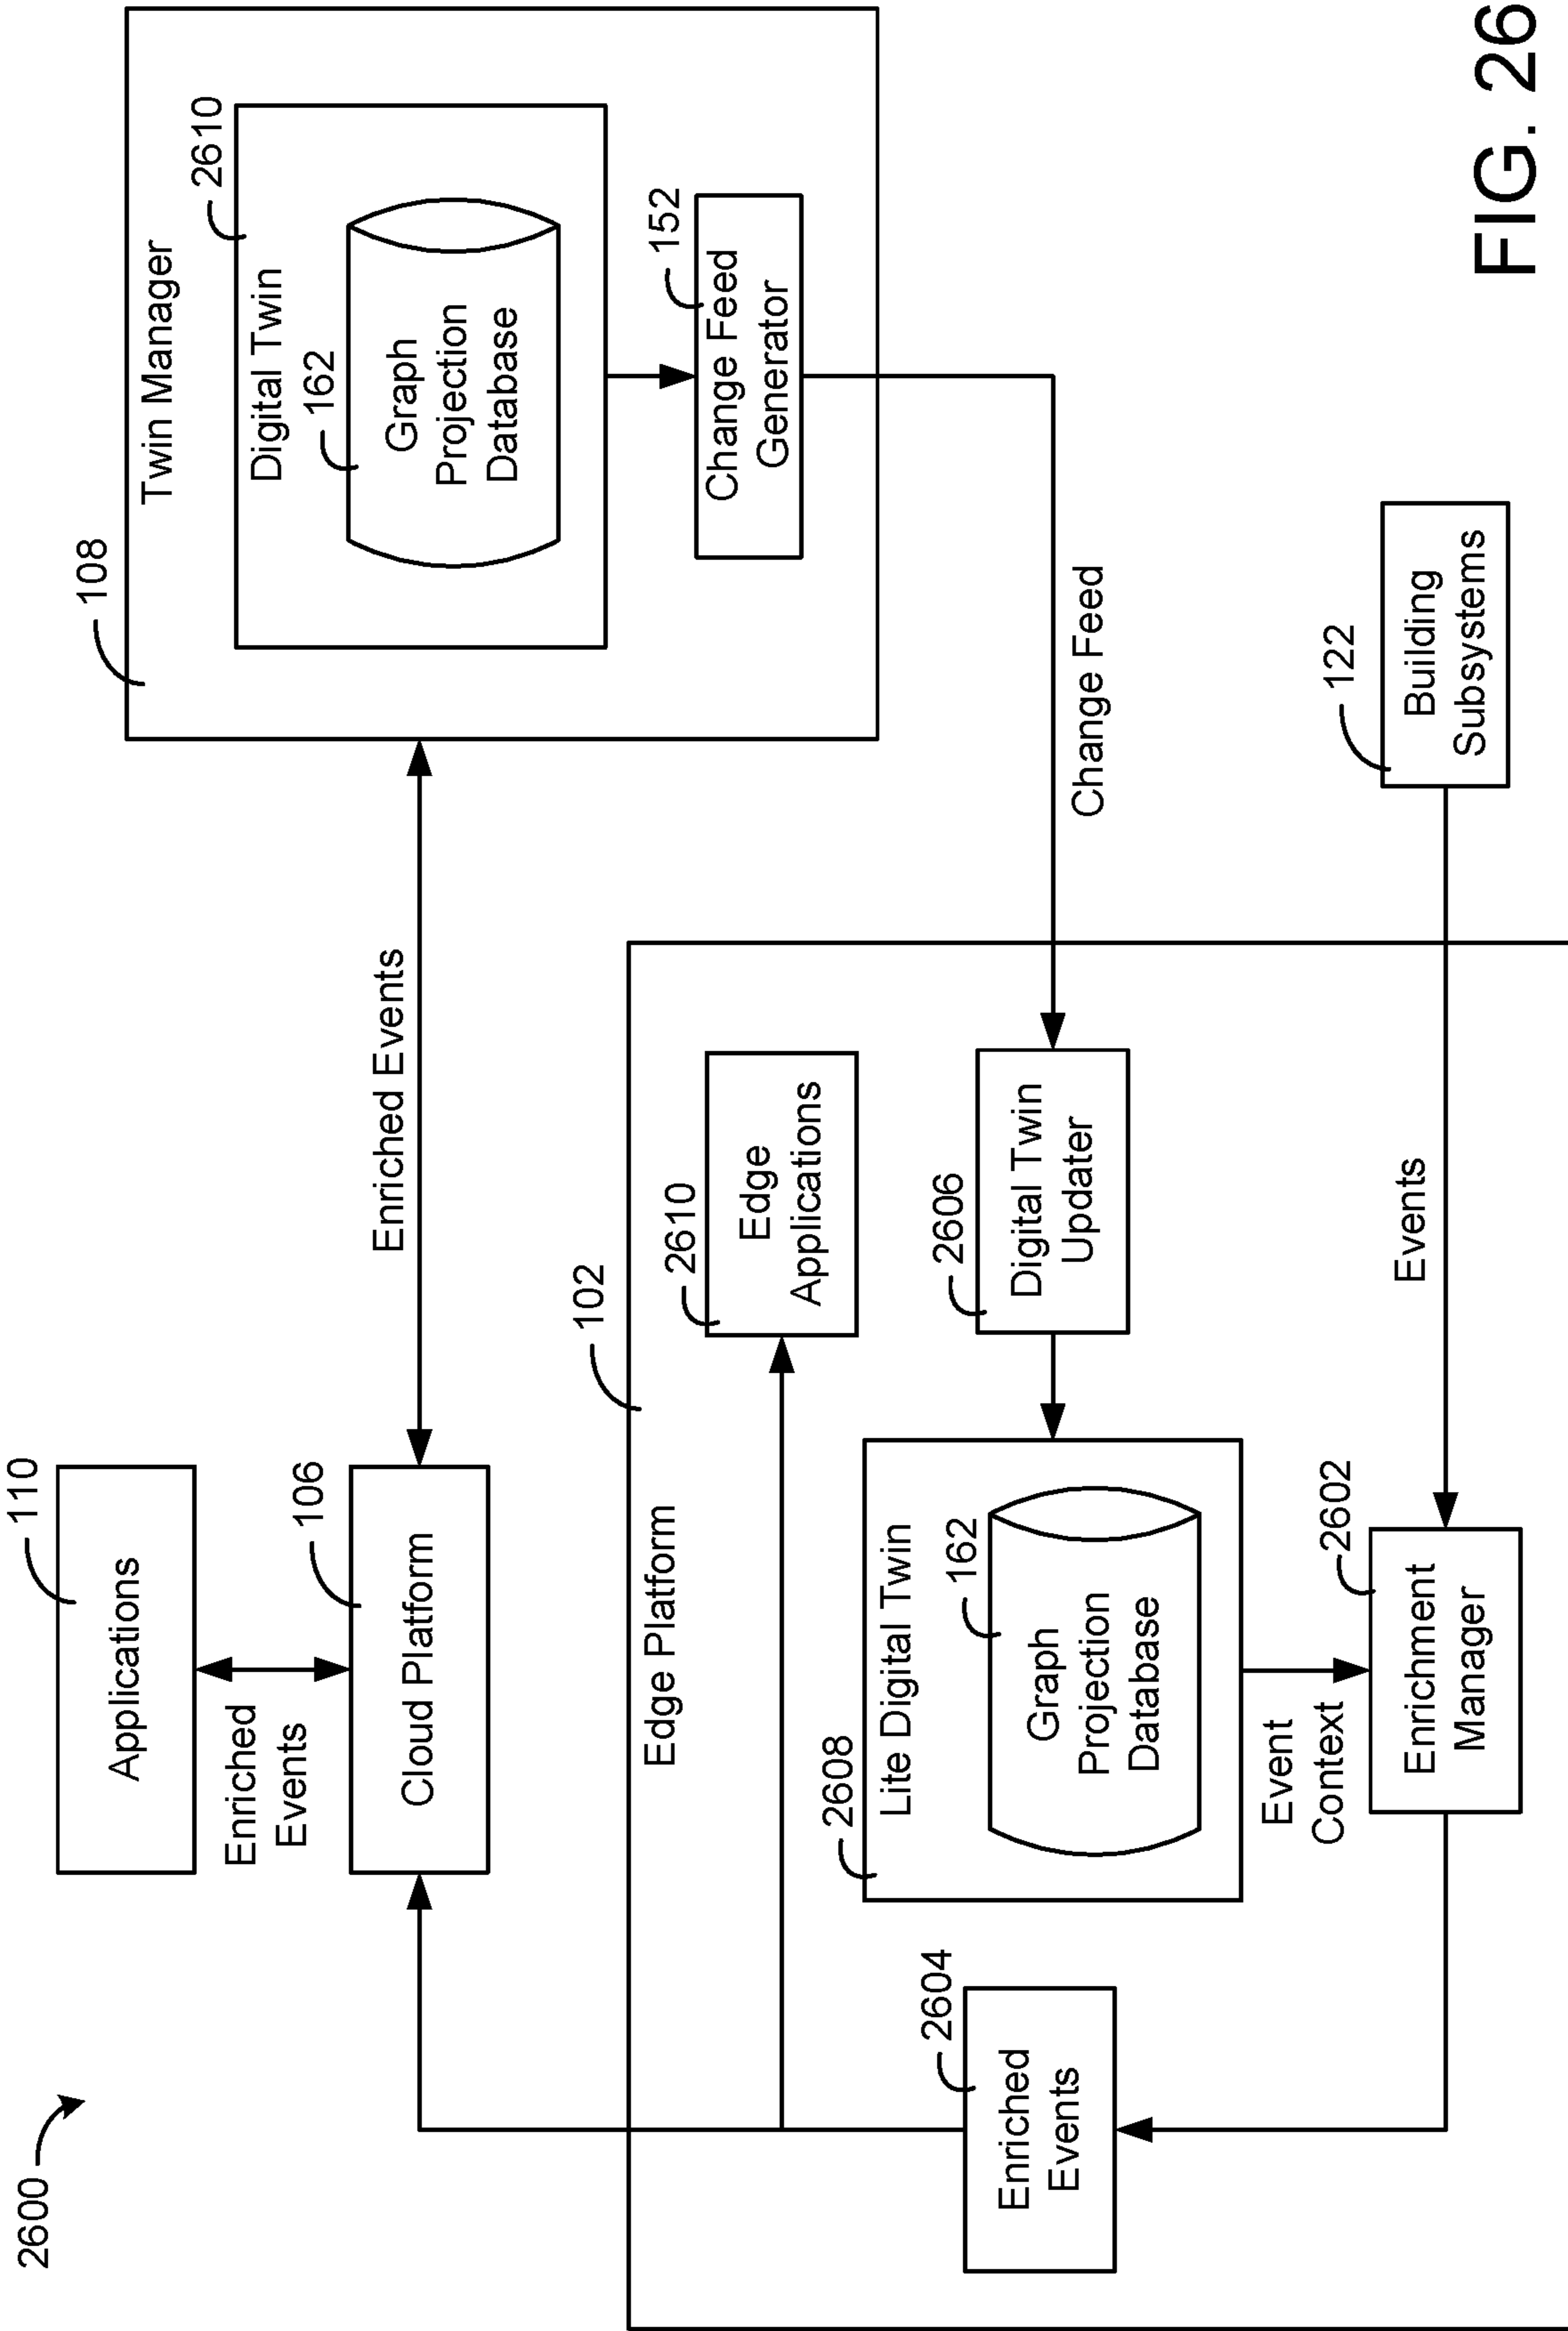 2600
110
Applications
Enriched
Events
106
Cloud Platform
Enriched Events
108
Twin Manager
2610
Digital Twin
162
Graph
Projection
Database
152
Change Feed
Generator
Change Feed
102
Edge Platform
2610
Edge
Applications
2606
Digital Twin
Updater
2608
Lite Digital Twin
162
Graph
Projection
Database
2604
Enriched
Events
Event
Context
2602
Enrichment
Manager
Events
122
Building
Subsystems
FIG. 26